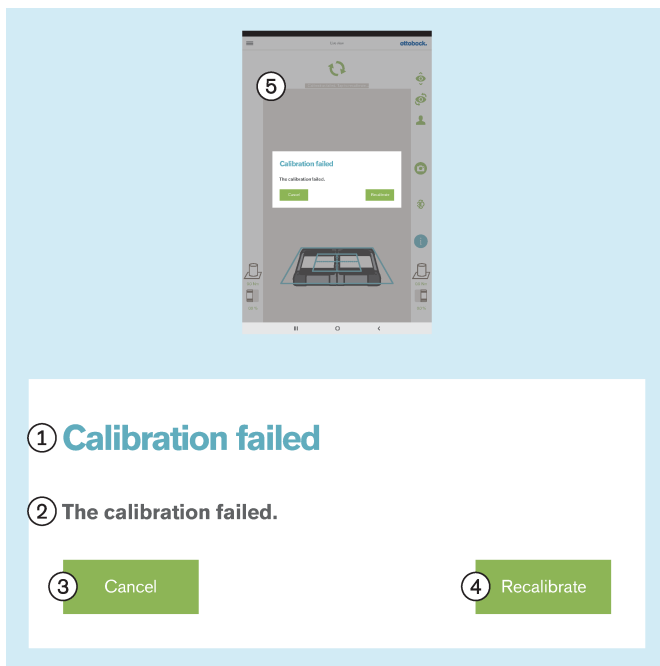 ottobock.
5
Calibration failed
The calibration failed.
Cancel
Recalibrate
1 Calibration failed
2 The calibration failed.
3 Cancel
4 Recalibrate